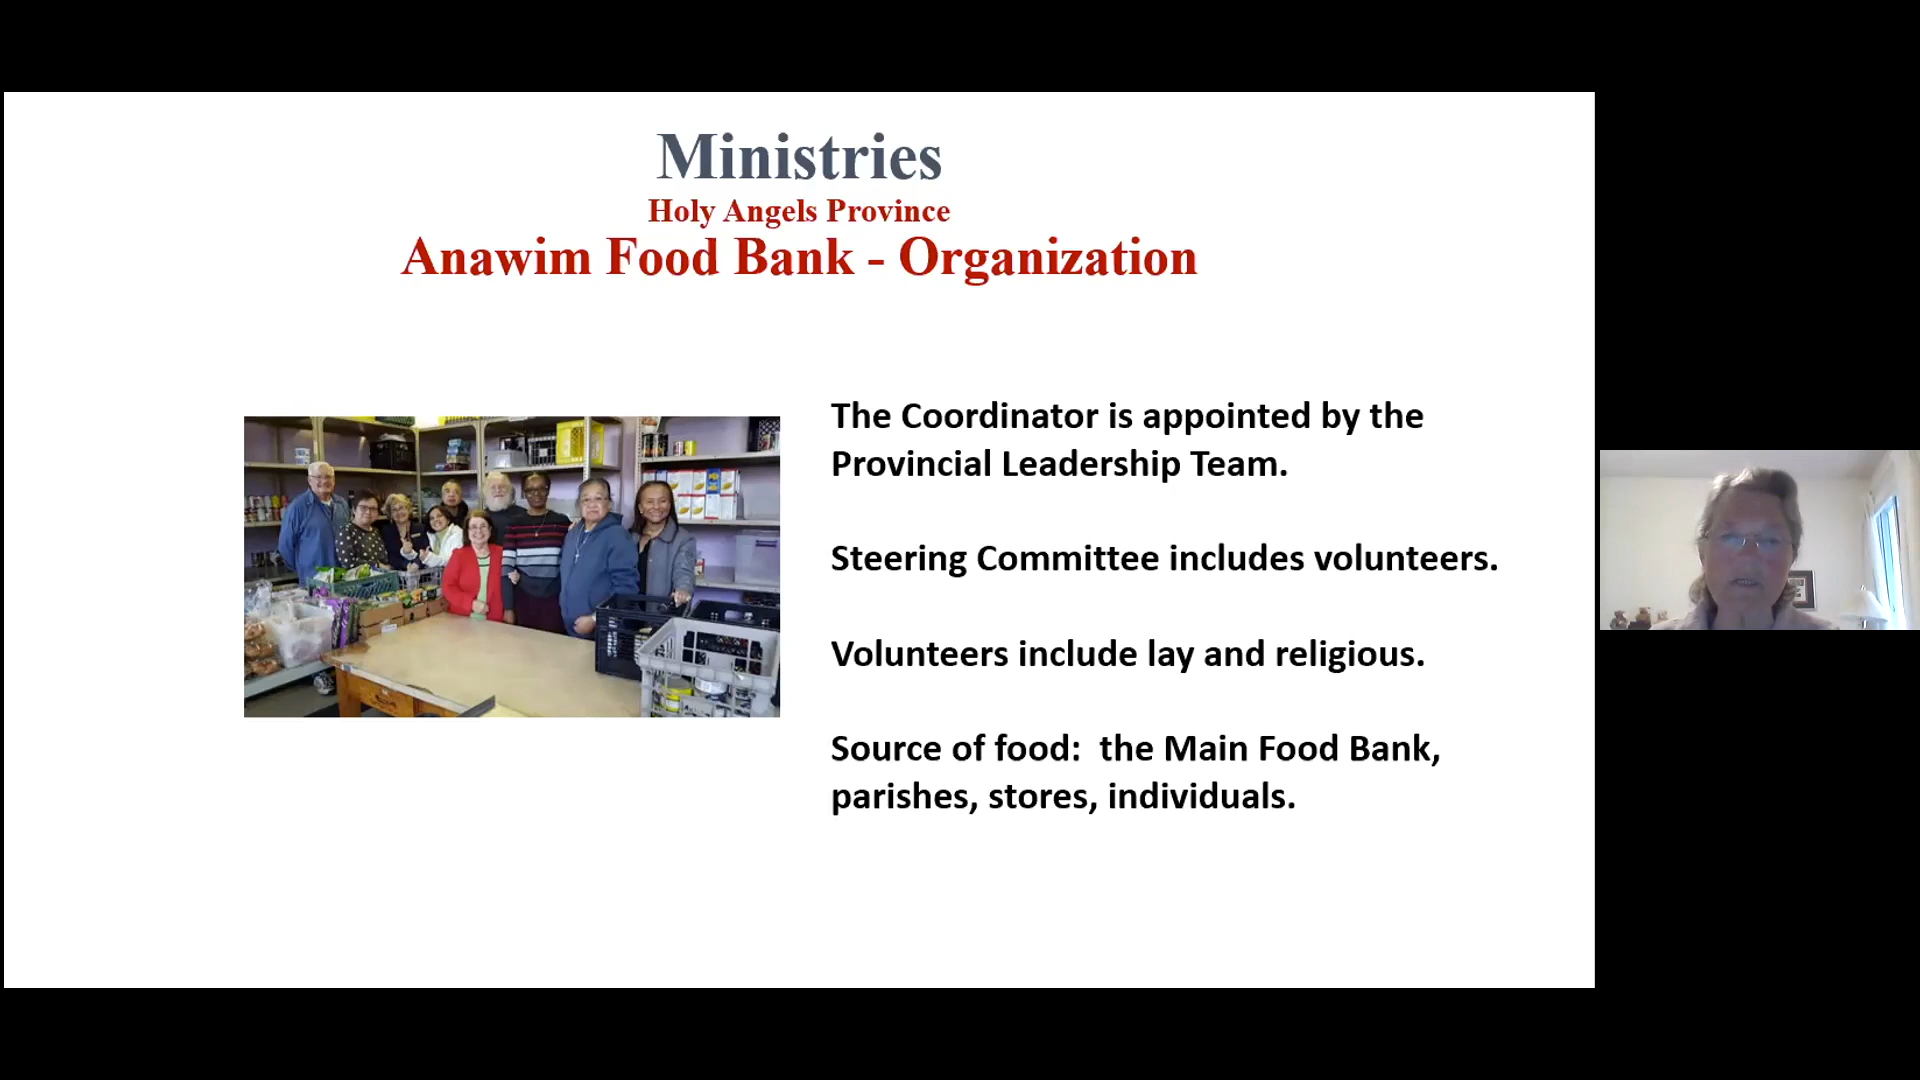 Ministries
Holy Angels Province
Anawim Food Bank - Organization
The Coordinator is appointed by the
Provincial Leadership Team.
Steering Committee includes volunteers.
Volunteers include lay and religious.
Source of food:  the Main Food Bank,
parishes, stores, individuals.